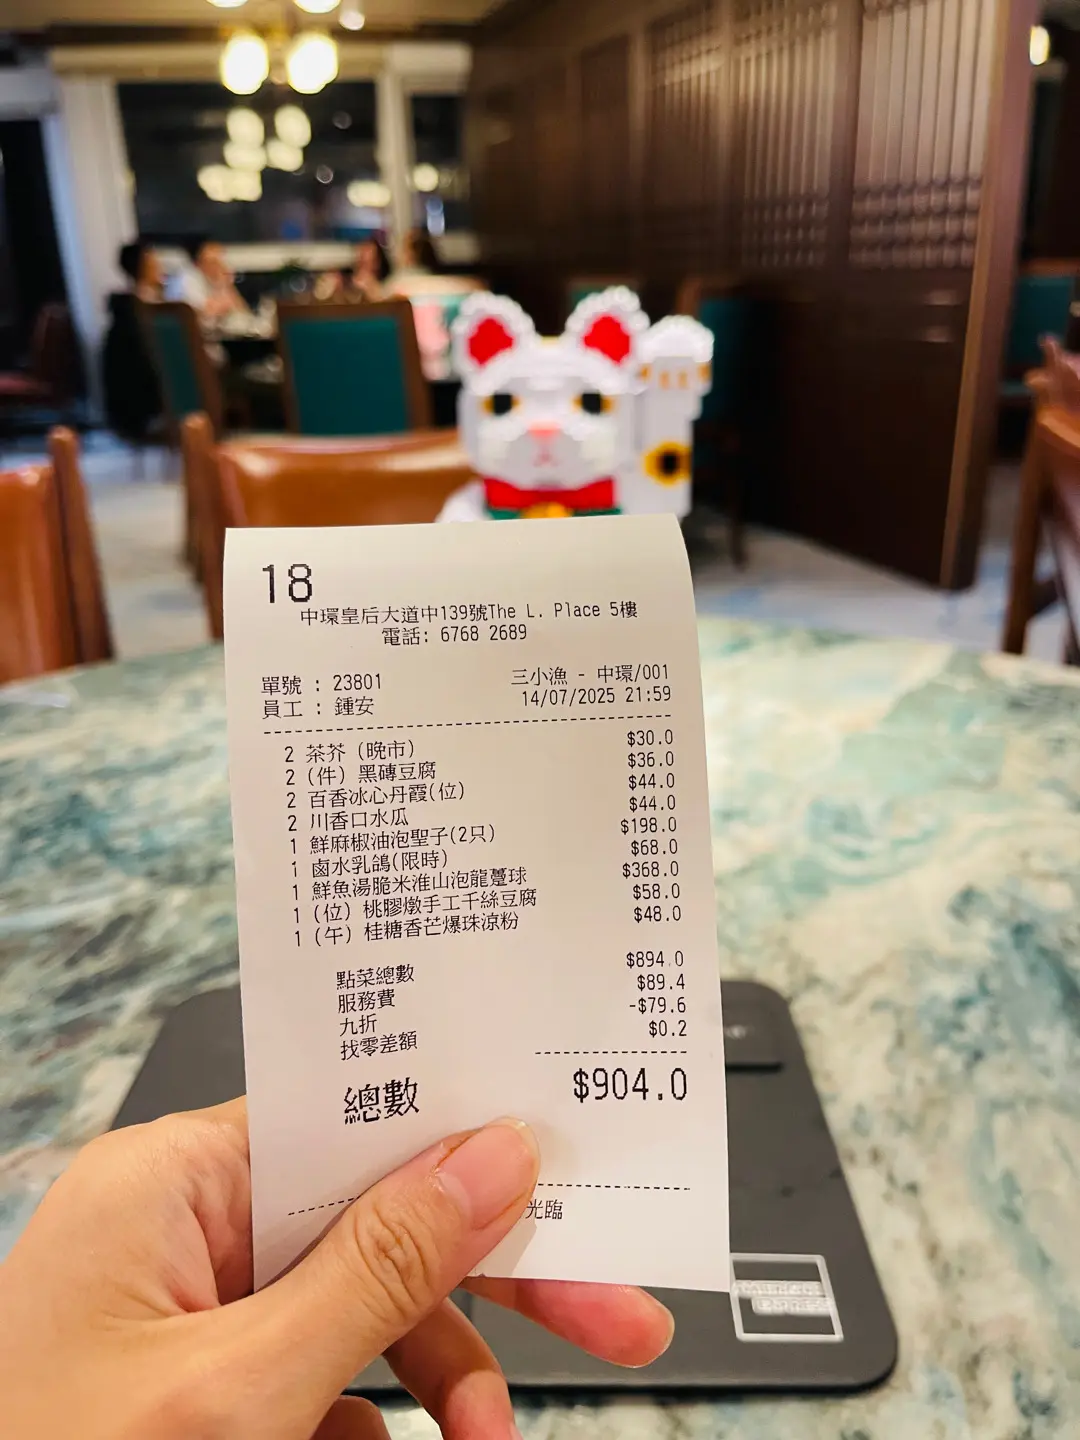 18
中環皇后大道中139號The L. Place 5樓
電話: 6768 2689
單號 : 23801 三小漁 - 中環/001
員工 : 鍾安 14/07/2025 21:59
2 茶芥 (晚市) $30.0
2 (件) 黑磚豆腐 $36.0
2 百香冰心丹霞(位) $44.0
2 川香口水瓜 $44.0
1 鮮麻椒油泡聖子(2只) $198.0
1 鹵水乳鴿(限時) $68.0
1 鮮魚湯脆米淮山泡龍躉球 $368.0
1 (位) 桃膠燉手工千絲豆腐 $58.0
1 (午) 桂糖香芒爆珠涼粉 $48.0
點菜總數 $894.0
服務費 $89.4
九折 -$79.6
找零差額 $0.2
總數 $904.0
光臨
AMERICAN
EXPRESS